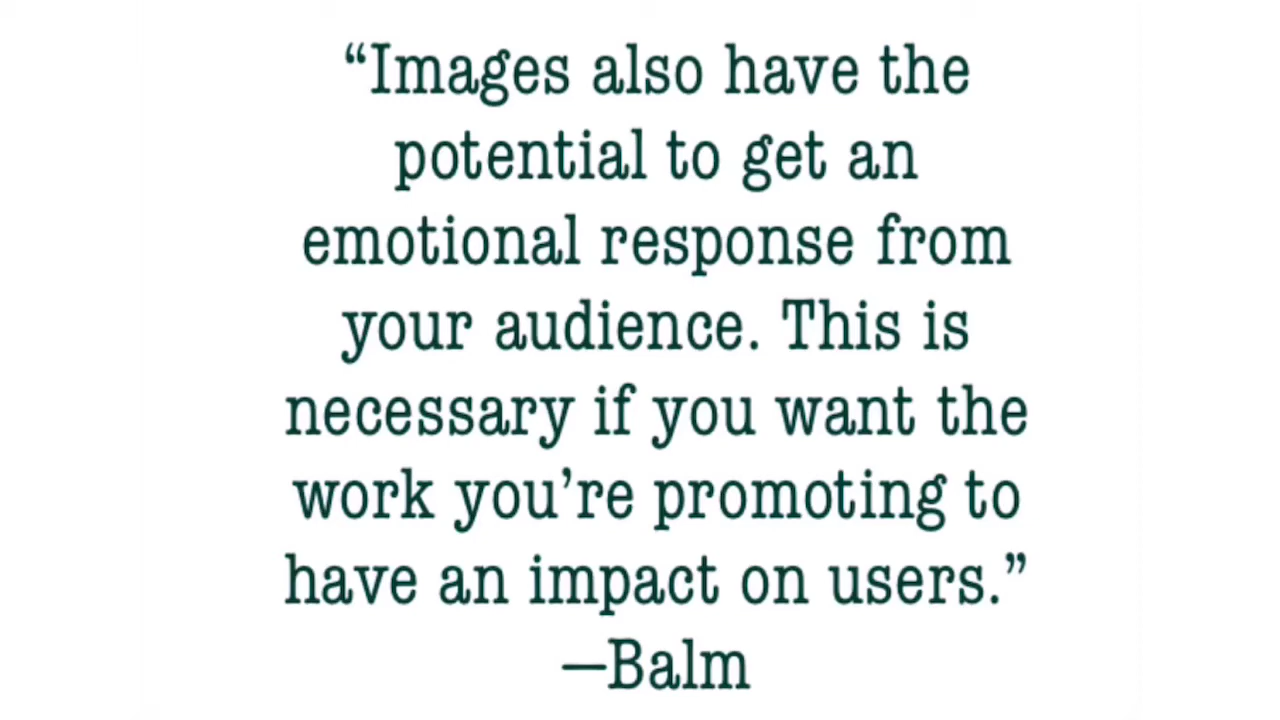 “Images also have the
potential to get an
emotional response from
your audience. This is
necessary if you want the
work you’re promoting to
have an impact on users.”
—Balm